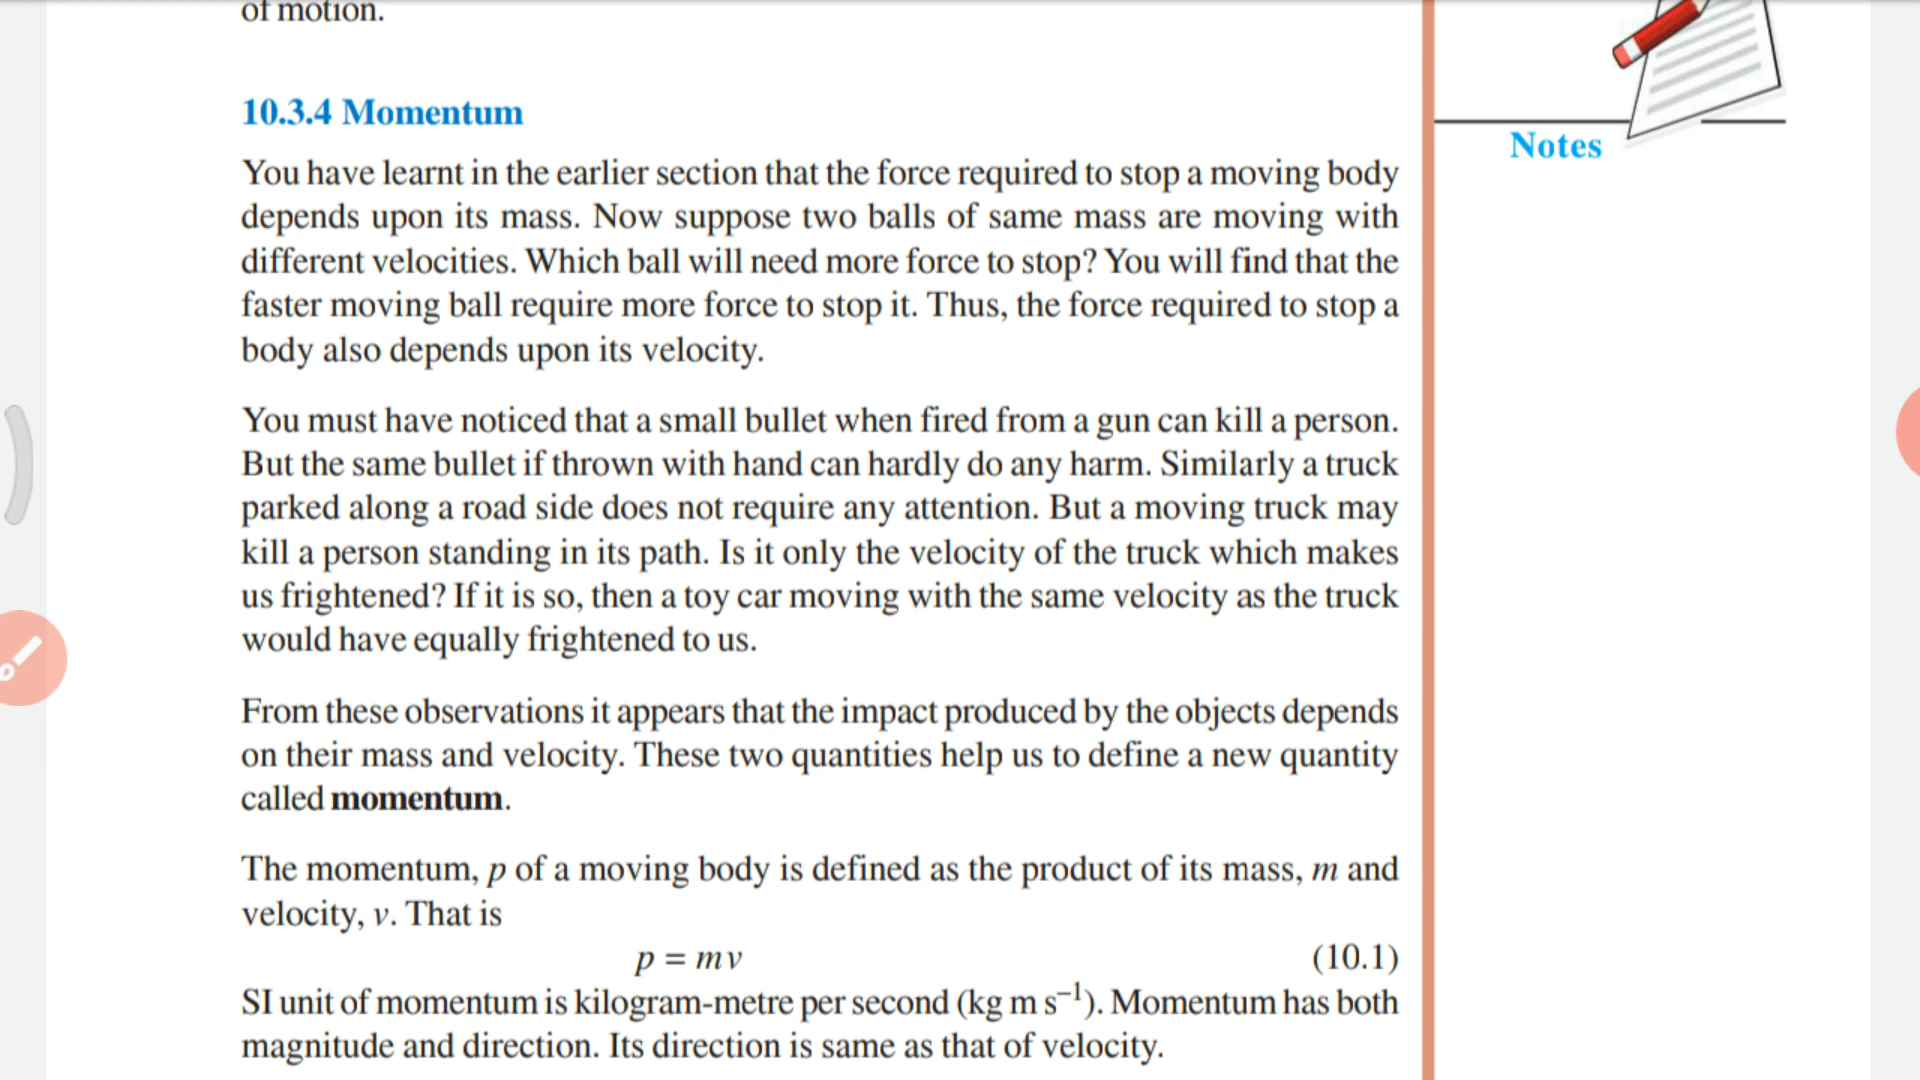 of motion.
10.3.4 Momentum
Notes
You have learnt in the earlier section that the force required to stop a moving body
depends upon its mass. Now suppose two balls of same mass are moving with
different velocities. Which ball will need more force to stop? You will find that the
faster moving ball require more force to stop it. Thus, the force required to stop a
body also depends upon its velocity.
You must have noticed that a small bullet when fired from a gun can kill a person.
But the same bullet if thrown with hand can hardly do any harm. Similarly a truck
parked along a road side does not require any attention. But a moving truck may
kill a person standing in its path. Is it only the velocity of the truck which makes
us frightened? If it is so, then a toy car moving with the same velocity as the truck
would have equally frightened to us.
From these observations it appears that the impact produced by the objects depends
on their mass and velocity. These two quantities help us to define a new quantity
called momentum.
The momentum, p of a moving body is defined as the product of its mass, m and
velocity, v. That is
p = mv (10.1)
SI unit of momentum is kilogram-metre per second (kg m s⁻¹). Momentum has both
magnitude and direction. Its direction is same as that of velocity.